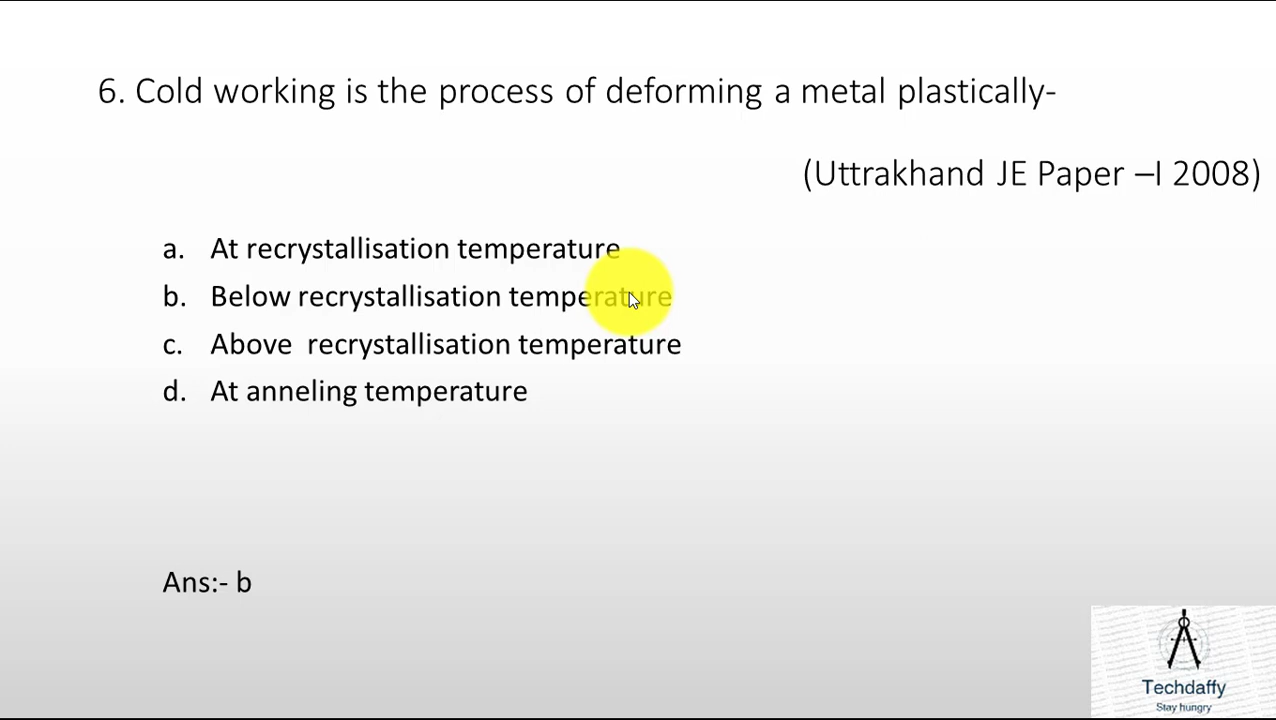 6. Cold working is the process of deforming a metal plastically-
(Uttrakhand JE Paper –I 2008)
a. At recrystallisation temperature
b. Below recrystallisation temperature
c. Above recrystallisation temperature
d. At anneling temperature
Ans:- b
Techdaffy
Stay hungry